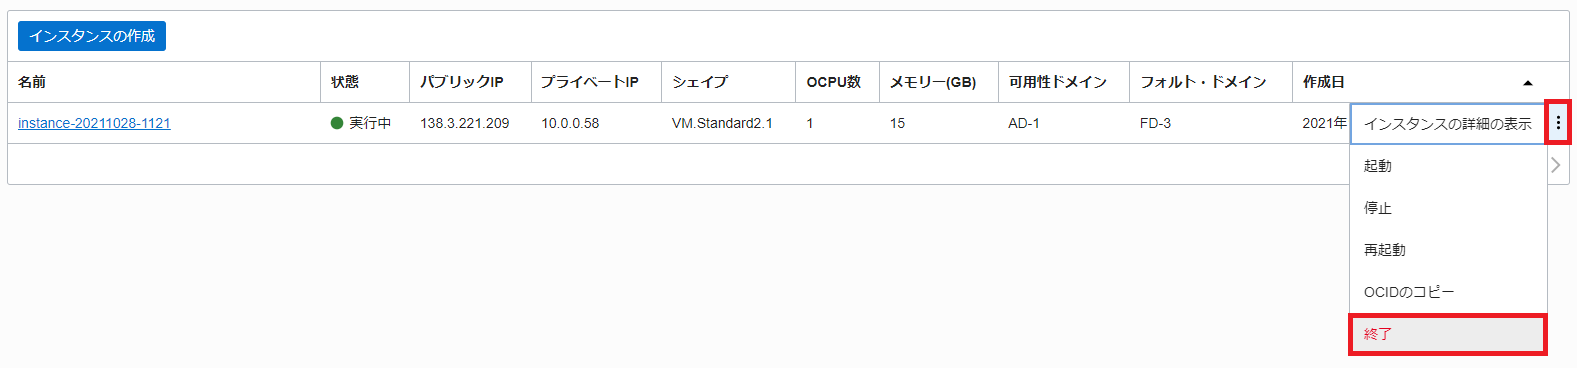 インスタンスの作成
名前 状態 パブリックIP プライベートIP シェイプ OCPU数 メモリー(GB) 可用性ドメイン フォルト・ドメイン 作成日
instance-20211028-1121 実行中 138.3.221.209 10.0.0.58 VM.Standard2.1 1 15 AD-1 FD-3 2021年 インスタンスの詳細の表示
起動
停止
再起動
OCIDのコピー
終了